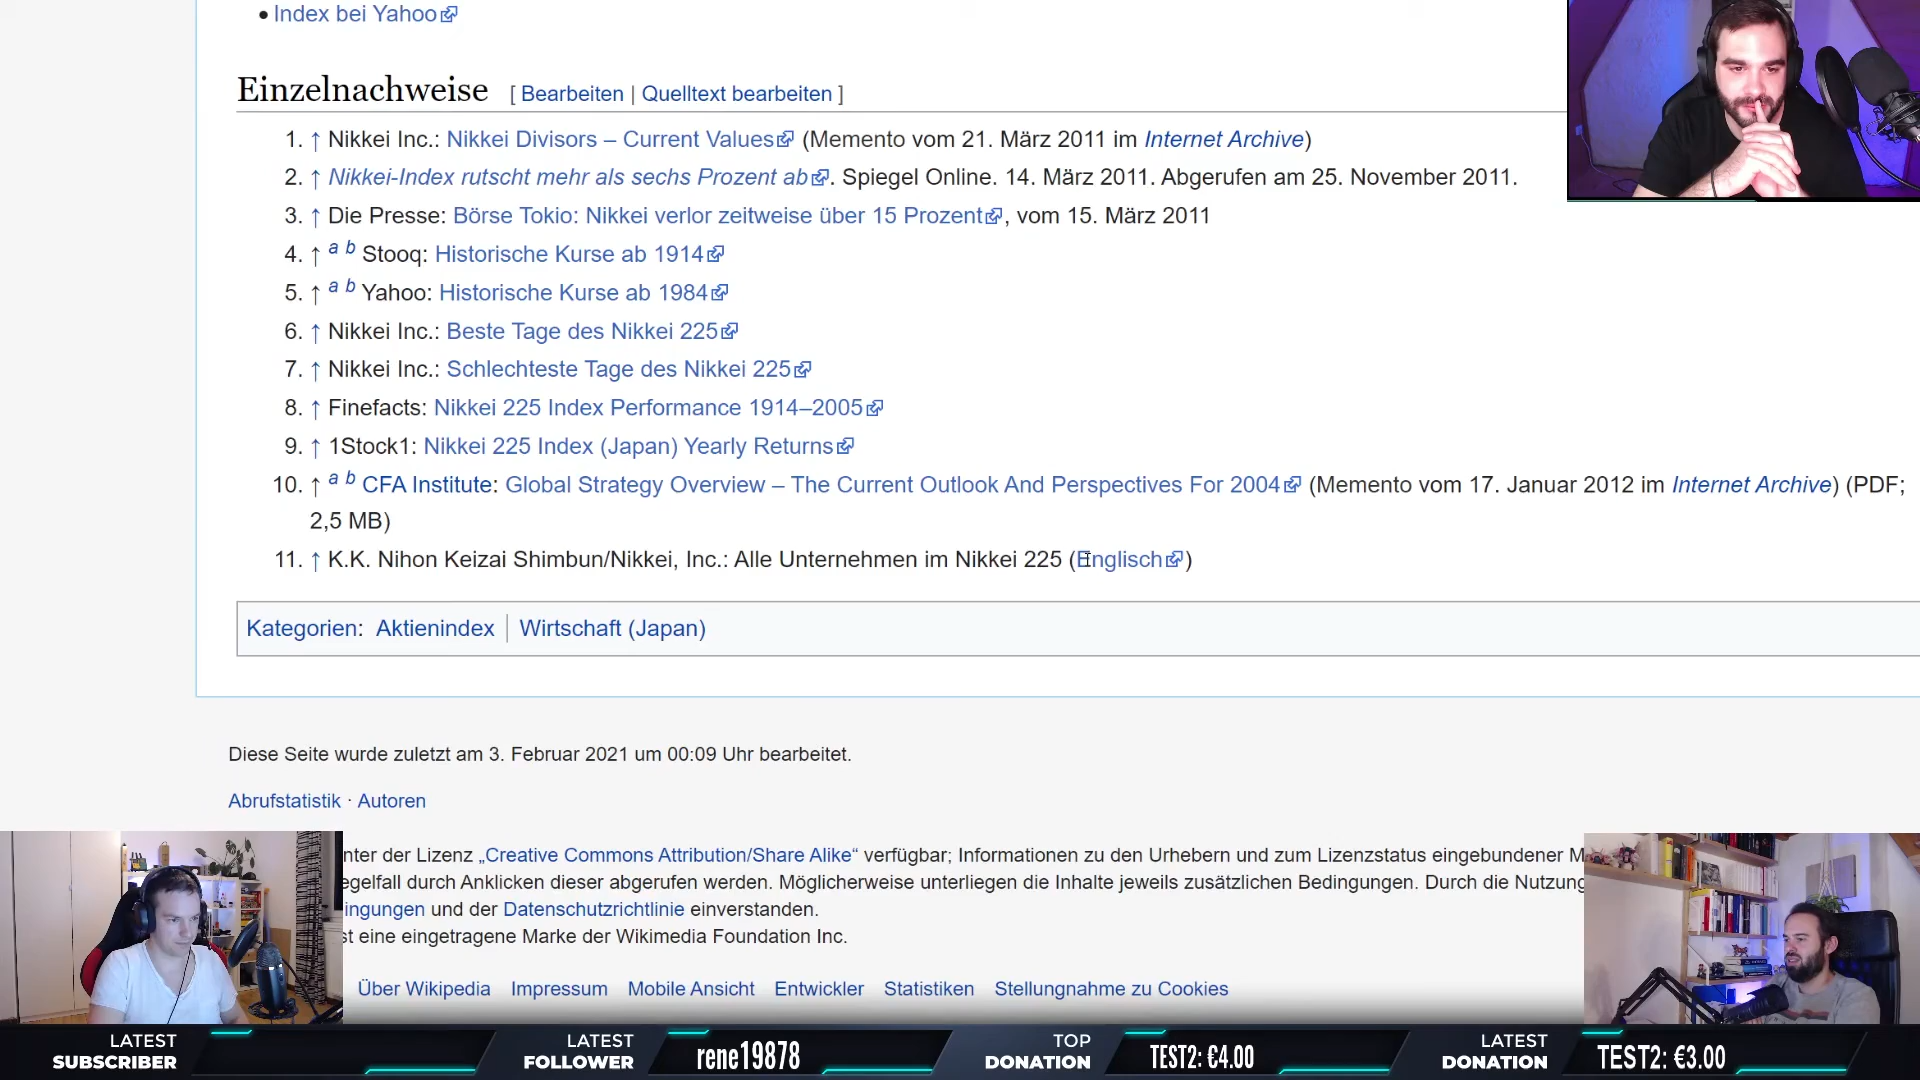 Index bei Yahoo
Einzelnachweise [ Bearbeiten | Quelltext bearbeiten ]
1. ↑ Nikkei Inc.: Nikkei Divisors – Current Values (Memento vom 21. März 2011 im Internet Archive)
2. ↑ Nikkei-Index rutscht mehr als sechs Prozent ab. Spiegel Online. 14. März 2011. Abgerufen am 25. November 2011.
3. ↑ Die Presse: Börse Tokio: Nikkei verlor zeitweise über 15 Prozent, vom 15. März 2011
4. ↑ a b Stooq: Historische Kurse ab 1914
5. ↑ a b Yahoo: Historische Kurse ab 1984
6. ↑ Nikkei Inc.: Beste Tage des Nikkei 225
7. ↑ Nikkei Inc.: Schlechteste Tage des Nikkei 225
8. ↑ Finefacts: Nikkei 225 Index Performance 1914–2005
9. ↑ 1Stock1: Nikkei 225 Index (Japan) Yearly Returns
10. ↑ a b CFA Institute: Global Strategy Overview – The Current Outlook And Perspectives For 2004 (Memento vom 17. Januar 2012 im Internet Archive) (PDF;
2,5 MB)
11. ↑ K.K. Nihon Keizai Shimbun/Nikkei, Inc.: Alle Unternehmen im Nikkei 225 (Englisch)
Kategorien: Aktienindex | Wirtschaft (Japan)
Diese Seite wurde zuletzt am 3. Februar 2021 um 00:09 Uhr bearbeitet.
Abrufstatistik · Autoren
nter der Lizenz „Creative Commons Attribution/Share Alike“ verfügbar; Informationen zu den Urhebern und zum Lizenzstatus eingebundener M
egelfall durch Anklicken dieser abgerufen werden. Möglicherweise unterliegen die Inhalte jeweils zusätzlichen Bedingungen. Durch die Nutzung
ingungen und der Datenschutzrichtlinie einverstanden.
st eine eingetragene Marke der Wikimedia Foundation Inc.
Über Wikipedia Impressum Mobile Ansicht Entwickler Statistiken Stellungnahme zu Cookies
LATEST SUBSCRIBER
LATEST FOLLOWER rene19878
TOP DONATION TEST2: €4.00
LATEST DONATION TEST2: €3.00